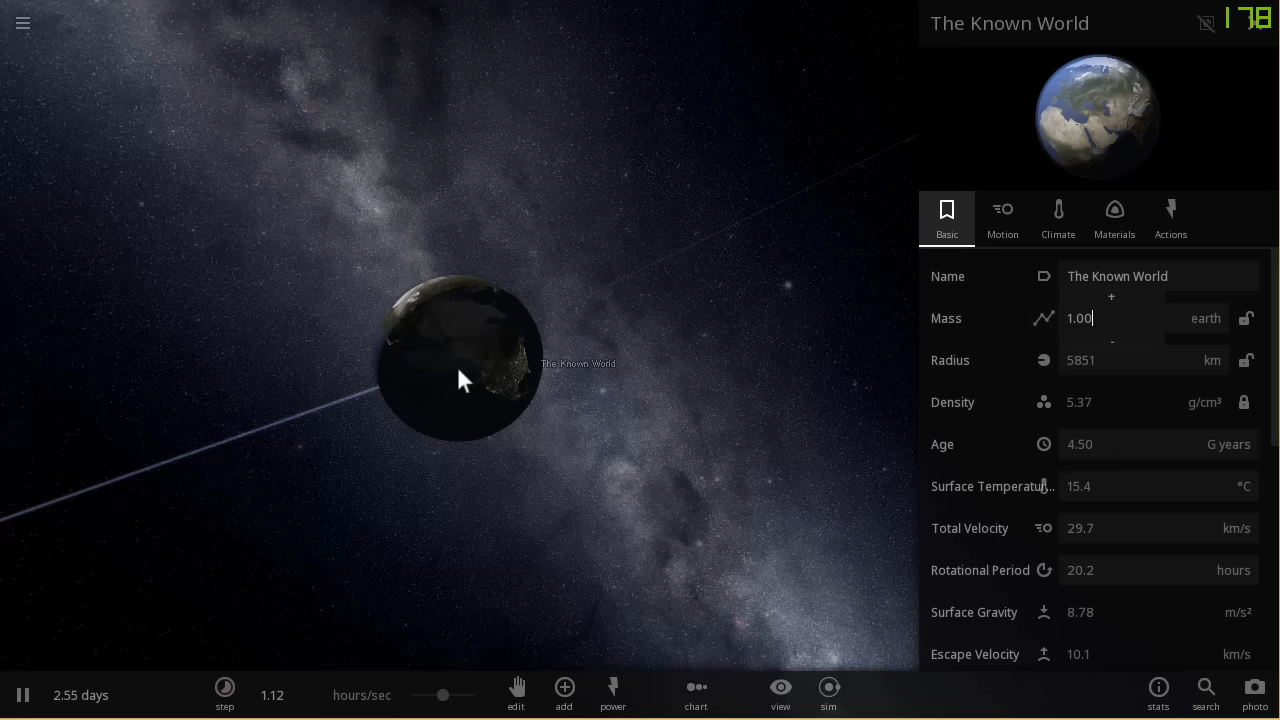 The Known World
178
Basic
Motion
Climate
Materials
Actions
Name
The Known World
+
Mass
1.00
earth
-
Radius
5851
km
Density
5.37
g/cm³
Age
4.50
G years
Surface Temperatur...
15.4
°C
Total Velocity
29.7
km/s
Rotational Period
20.2
hours
Surface Gravity
8.78
m/s²
Escape Velocity
10.1
km/s
The Known World
2.55 days
step
1.12
hours/sec
edit
add
power
chart
view
sim
stats
search
photo